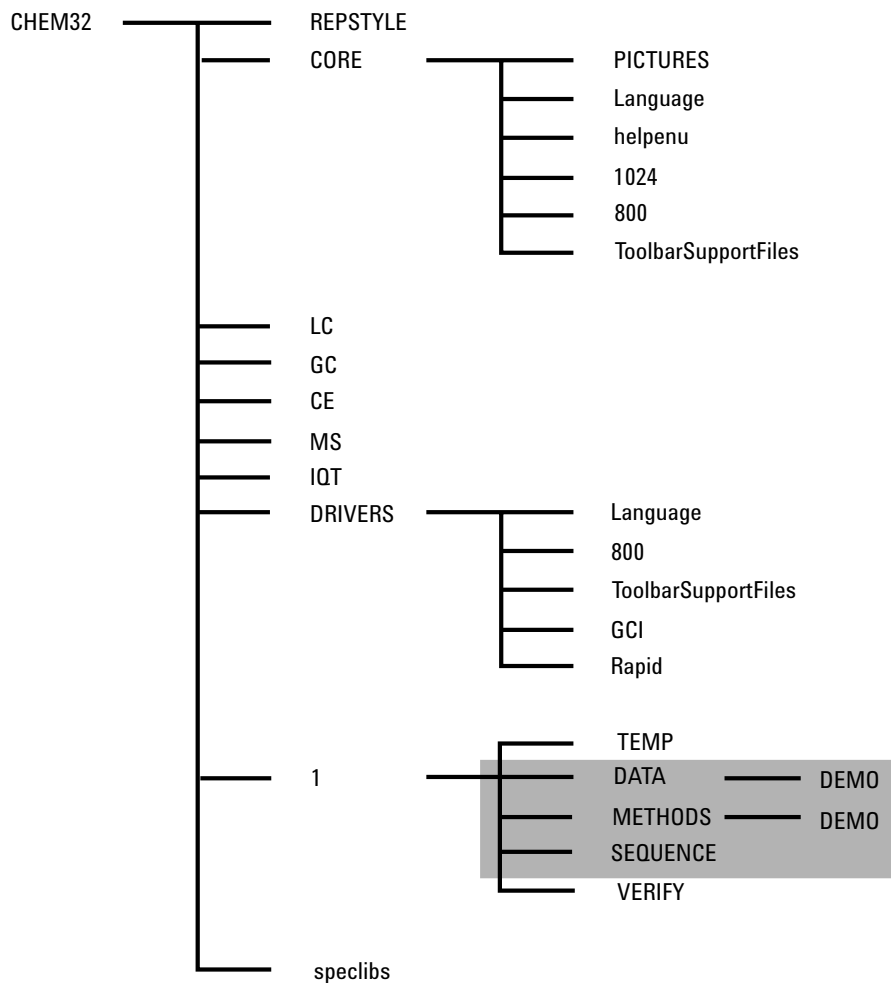 CHEM32 REPSTYLE
CORE PICTURES
Language
helpenu
1024
800
ToolbarSupportFiles
LC
GC
CE
MS
IQT
DRIVERS Language
800
ToolbarSupportFiles
GCI
Rapid
TEMP
1 DATA DEMO
METHODS DEMO
SEQUENCE
VERIFY
speclibs